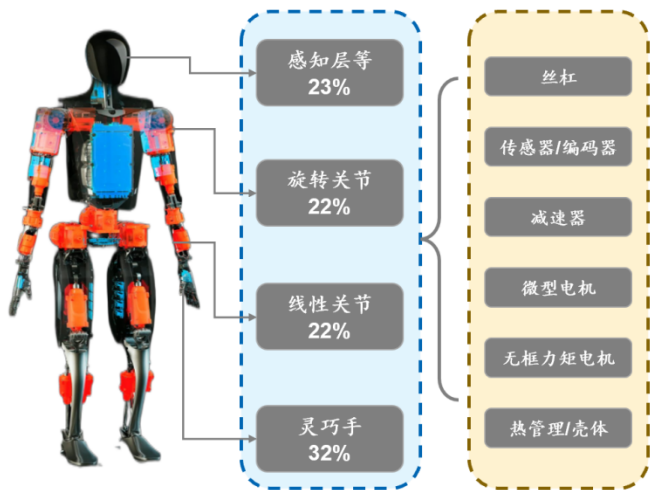 感知层等
23%
旋转关节
22%
线性关节
22%
灵巧手
32%
丝杠
传感器/编码器
减速器
微型电机
无框力矩电机
热管理/壳体